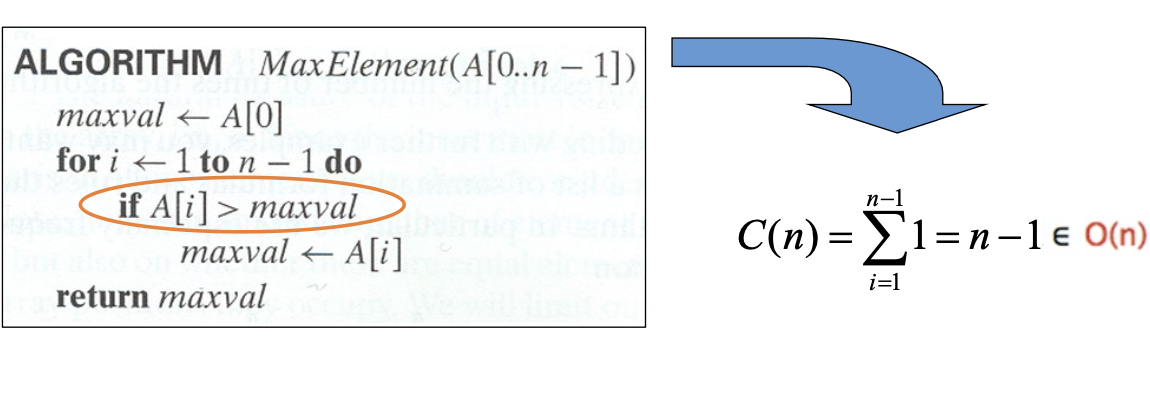 ALGORITHM MaxElement(A[0..n − 1])
maxval ← A[0]
for i ← 1 to n − 1 do
if A[i] > maxval
maxval ← A[i]
return maxval
n−1
C(n) = ∑ 1 = n − 1 ∈ O(n)
i=1